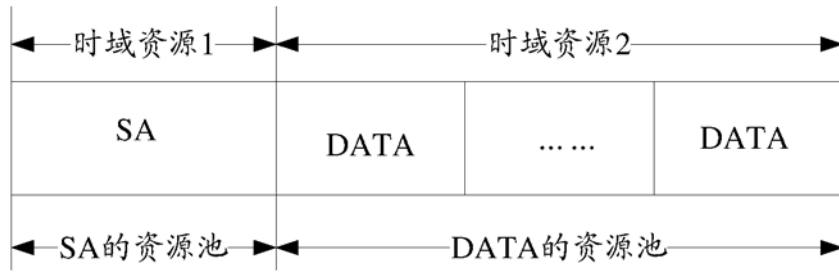 时域资源1 时域资源2
SA DATA ...... DATA
SA的资源池 DATA的资源池